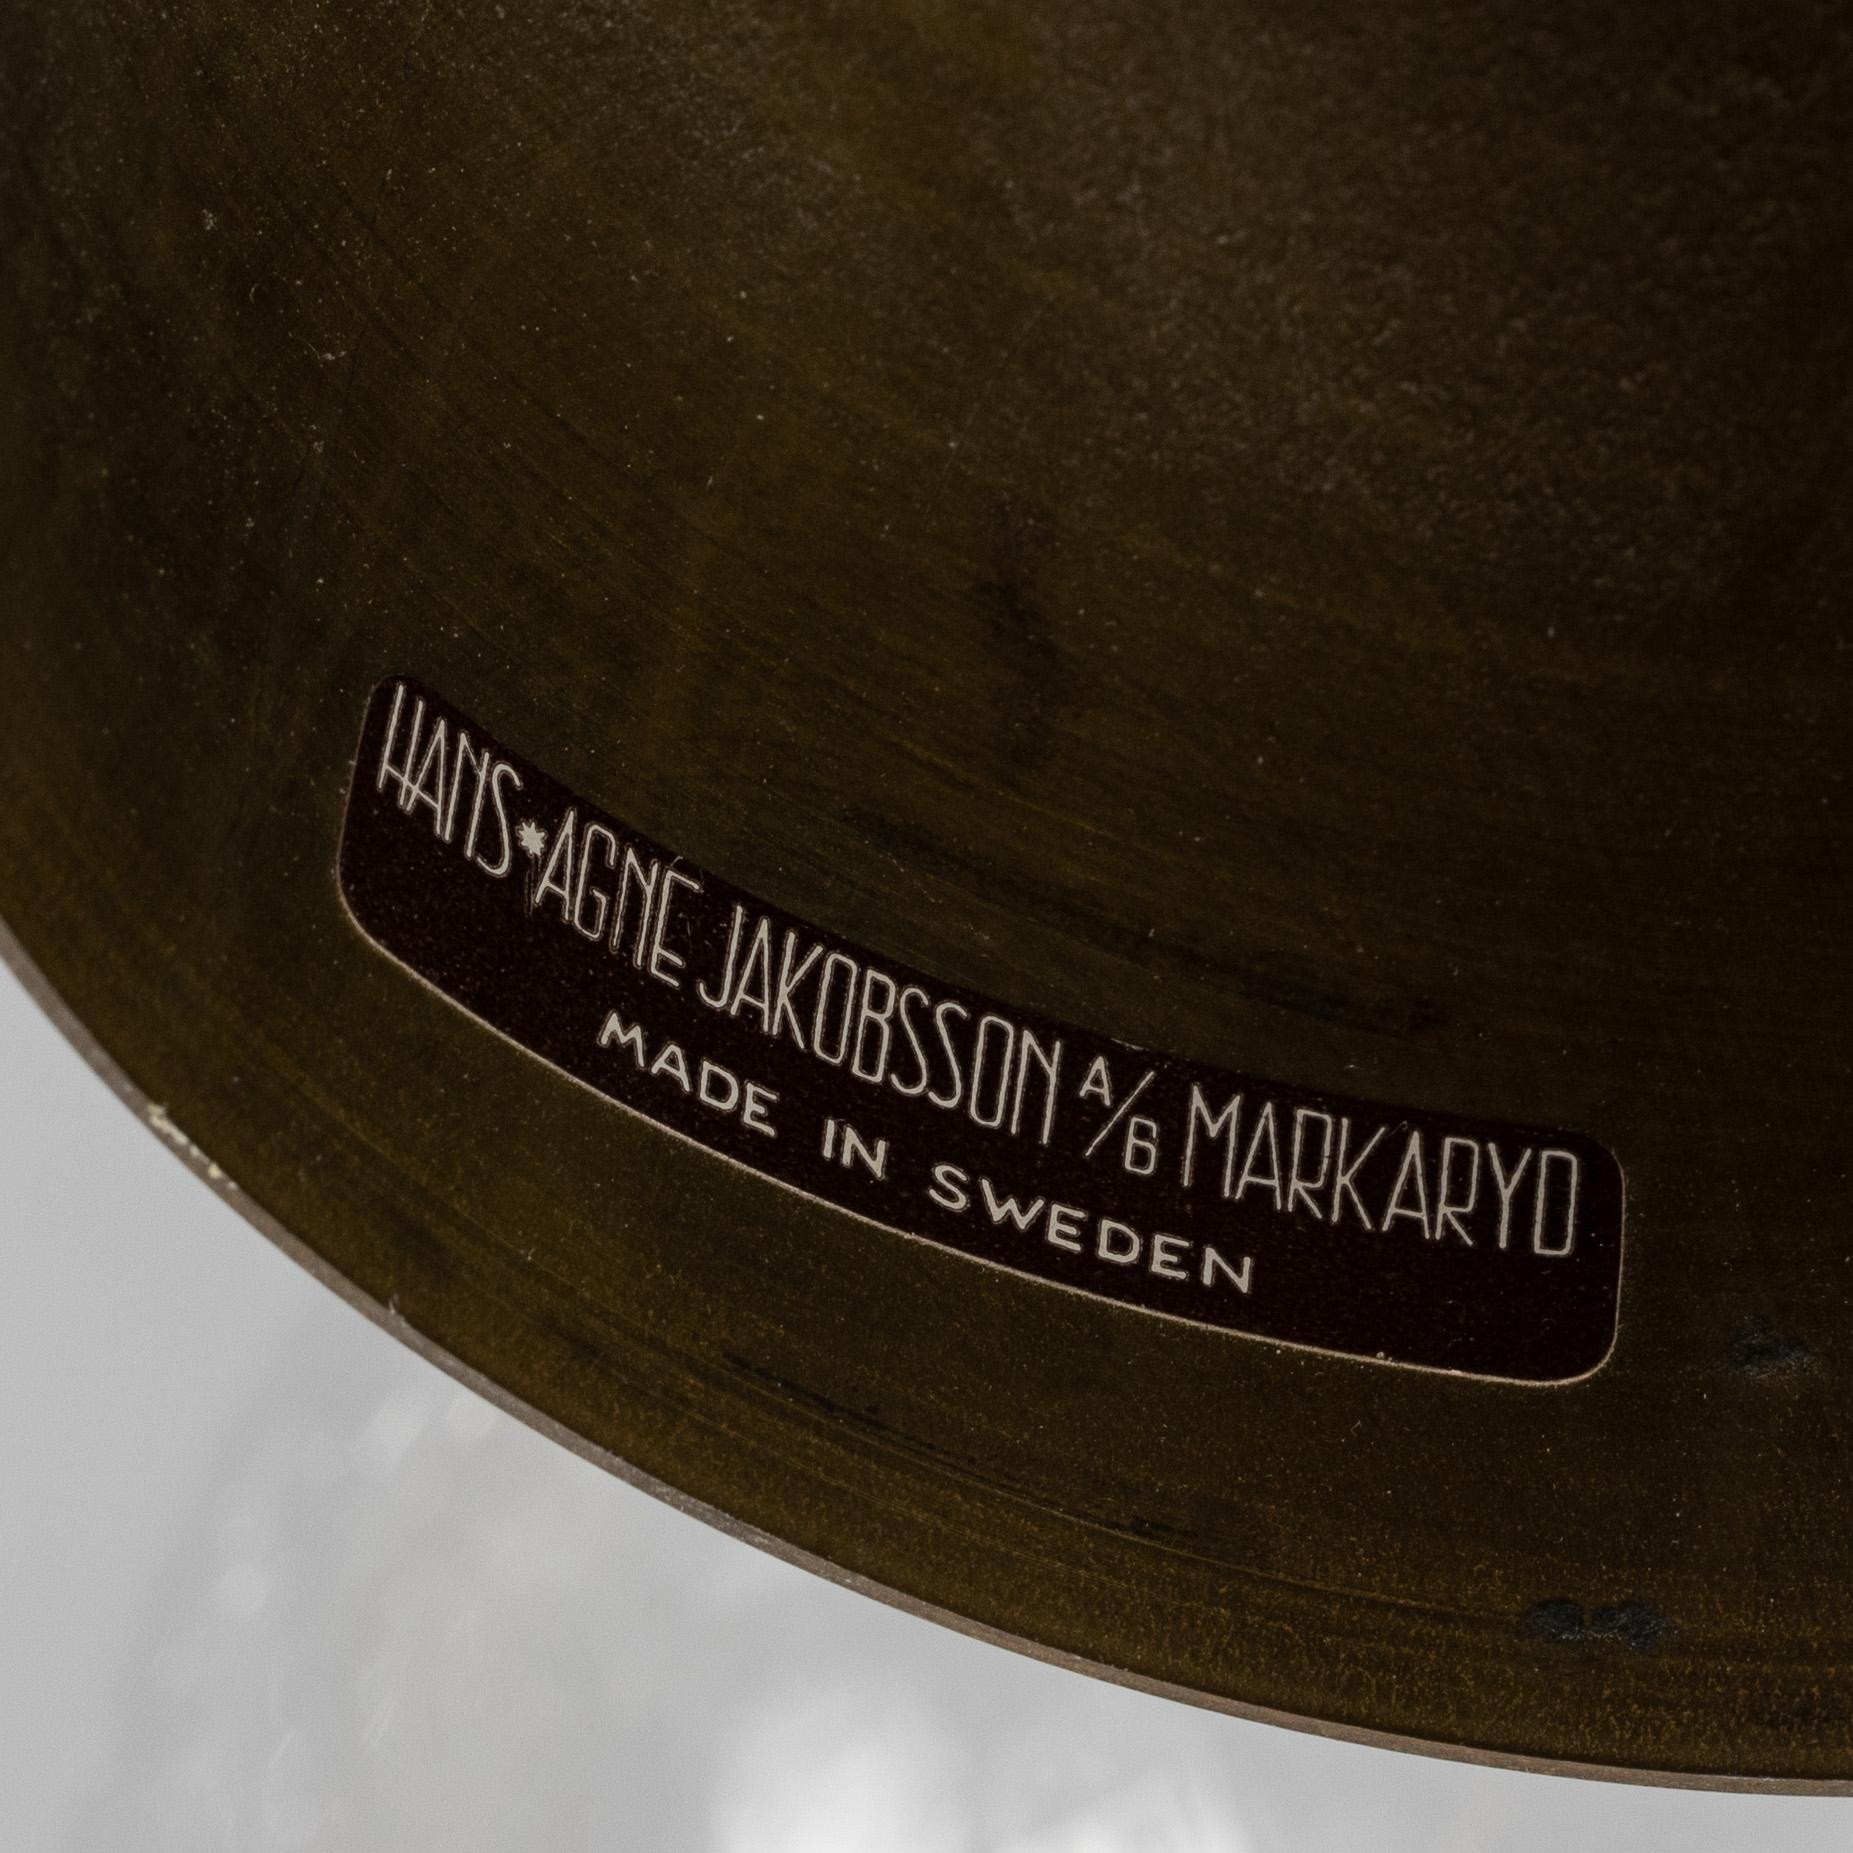 HANS*AGNE JAKOBSSON A/B MARKARYD
MADE IN SWEDEN